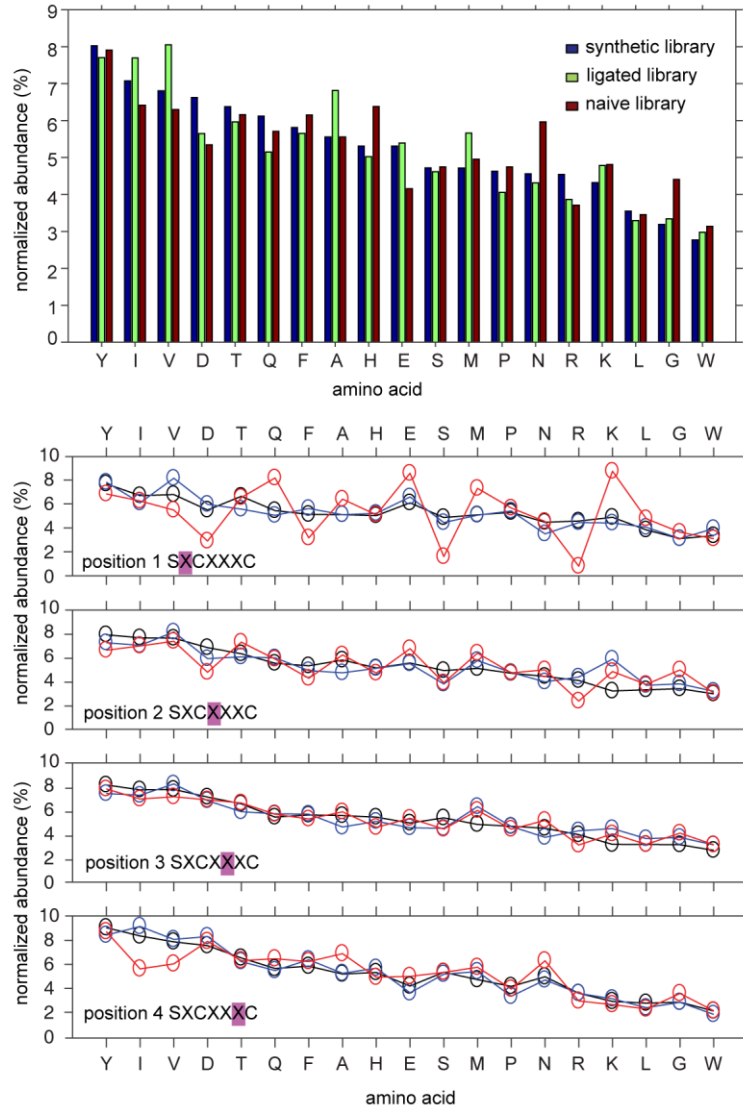 9
8
7
6
5
4
3
2
1
0
normalized abundance (%)
synthetic library
ligated library
naive library
Y I V D T Q F A H E S M P N R K L G W
amino acid
Y I V D T Q F A H E S M P N R K L G W
10
8
6
4
2
0
position 1 SXCXXXC
10
8
6
4
2
0
position 2 SXCXXXC
normalized abundance (%)
10
8
6
4
2
0
position 3 SXCXXXC
10
8
6
4
2
0
position 4 SXCXXXC
normalized abundance (%)
Y I V D T Q F A H E S M P N R K L G W
amino acid